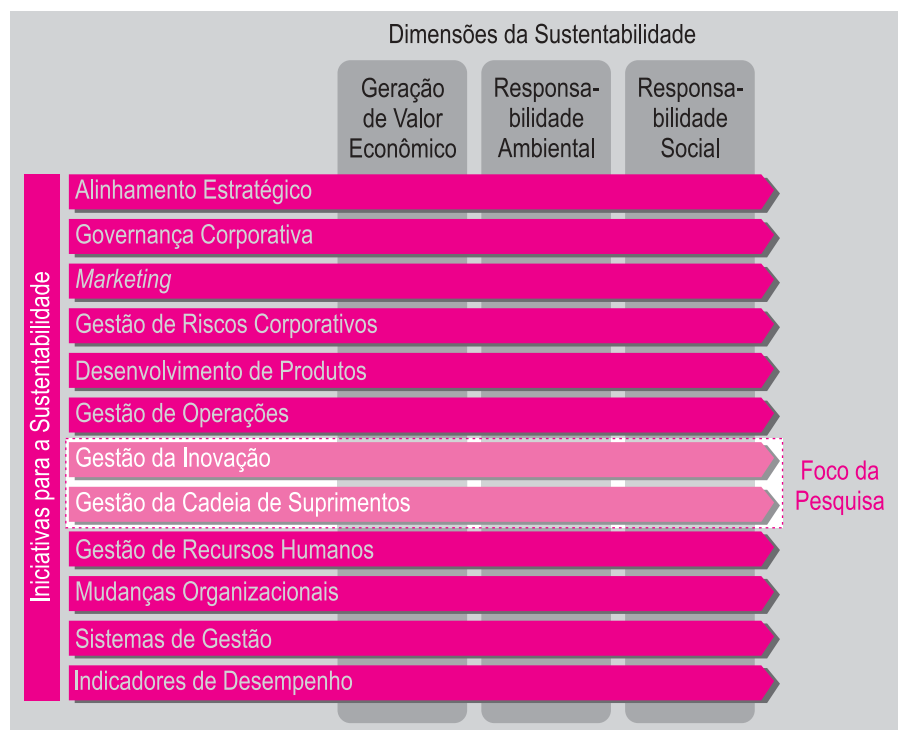 Dimensões da Sustentabilidade
Geração
de Valor
Econômico
Responsa-
bilidade
Ambiental
Responsa-
bilidade
Social
Iniciativas para a Sustentabilidade
Alinhamento Estratégico
Governança Corporativa
Marketing
Gestão de Riscos Corporativos
Desenvolvimento de Produtos
Gestão de Operações
Gestão da Inovação
Gestão da Cadeia de Suprimentos
Foco da
Pesquisa
Gestão de Recursos Humanos
Mudanças Organizacionais
Sistemas de Gestão
Indicadores de Desempenho